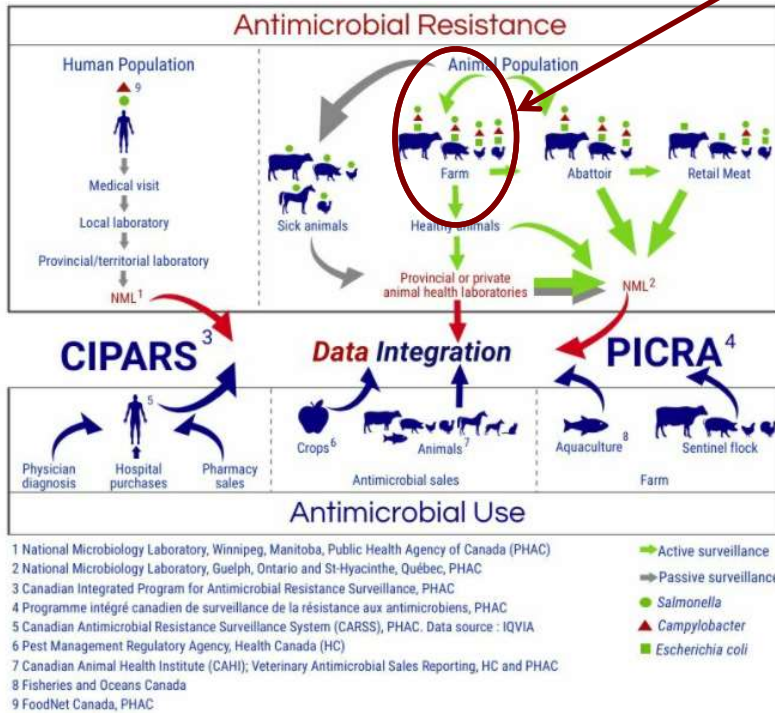 Antimicrobial Resistance
Human Population
9
Medical visit
Local laboratory
Provincial/territorial laboratory
NML1
Animal Population
Sick animals
Farm
Abattoir
Retail Meat
Healthy animals
Provincial or private
animal health laboratories
NML2
CIPARS3
Data Integration
PICRA4
5
Physician
diagnosis
Hospital
purchases
Pharmacy
sales
Crops6
Animals7
Antimicrobial sales
Aquaculture8
Sentinel flock
Farm
Antimicrobial Use
1 National Microbiology Laboratory, Winnipeg, Manitoba, Public Health Agency of Canada (PHAC)
2 National Microbiology Laboratory, Guelph, Ontario and St-Hyacinthe, Québec, PHAC
3 Canadian Integrated Program for Antimicrobial Resistance Surveillance, PHAC
4 Programme intégré canadien de surveillance de la résistance aux antimicrobiens, PHAC
5 Canadian Antimicrobial Resistance Surveillance System (CARSS), PHAC. Data source : IQVIA
6 Pest Management Regulatory Agency, Health Canada (HC)
7 Canadian Animal Health Institute (CAHI); Veterinary Antimicrobial Sales Reporting, HC and PHAC
8 Fisheries and Oceans Canada
9 FoodNet Canada, PHAC
Active surveillance
Passive surveillance
Salmonella
Campylobacter
Escherichia coli